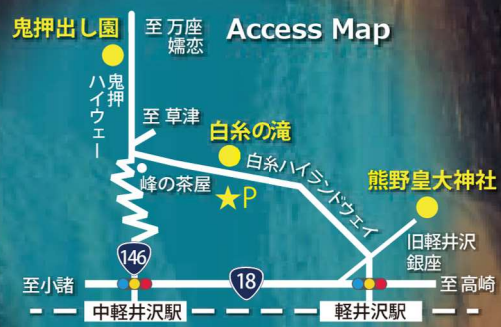 鬼押出し園
至 万座
嬬恋
Access Map
鬼押
ハイウェー
至 草津
白糸の滝
白糸ハイランドウェイ
峰の茶屋
★P
熊野皇大神社
旧軽井沢
銀座
146
至小諸
18
至高崎
中軽井沢駅
軽井沢駅